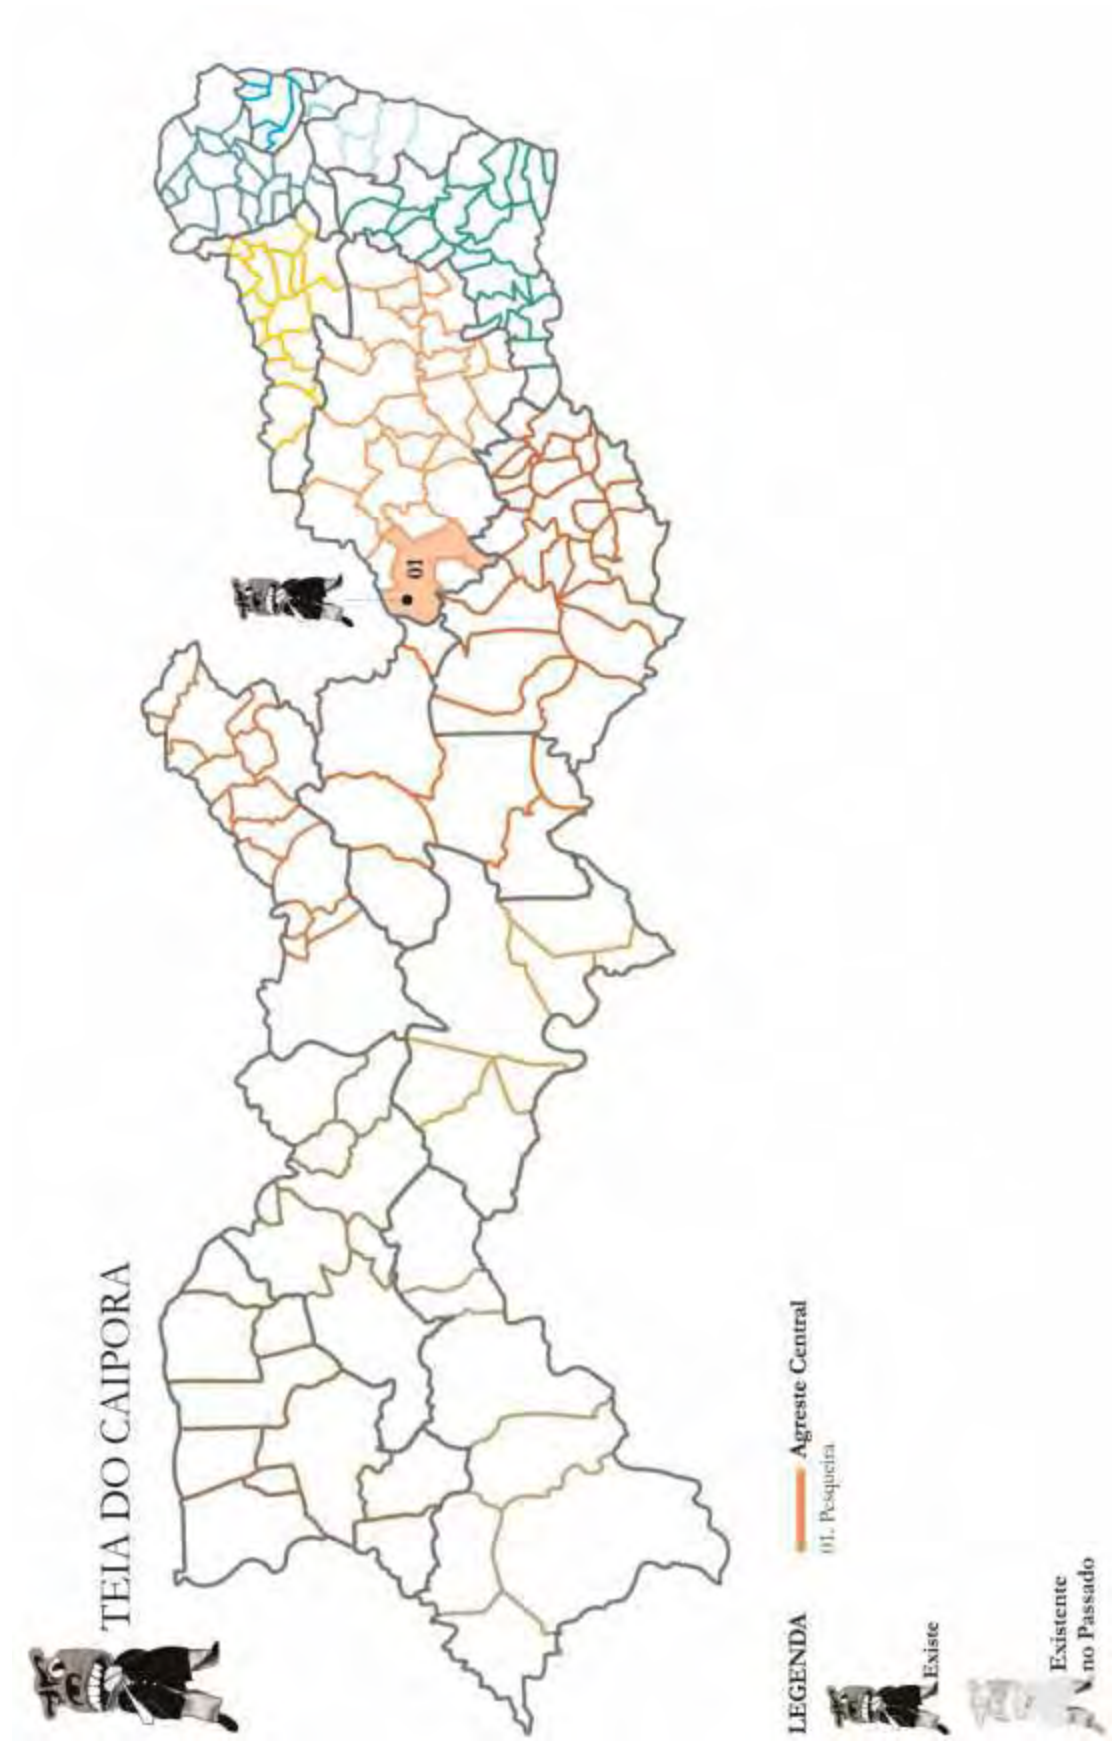 TEIA DO CAIPORA
01
LEGENDA
Existe
Existente
no Passado
Agreste Central
01. Pesqueira